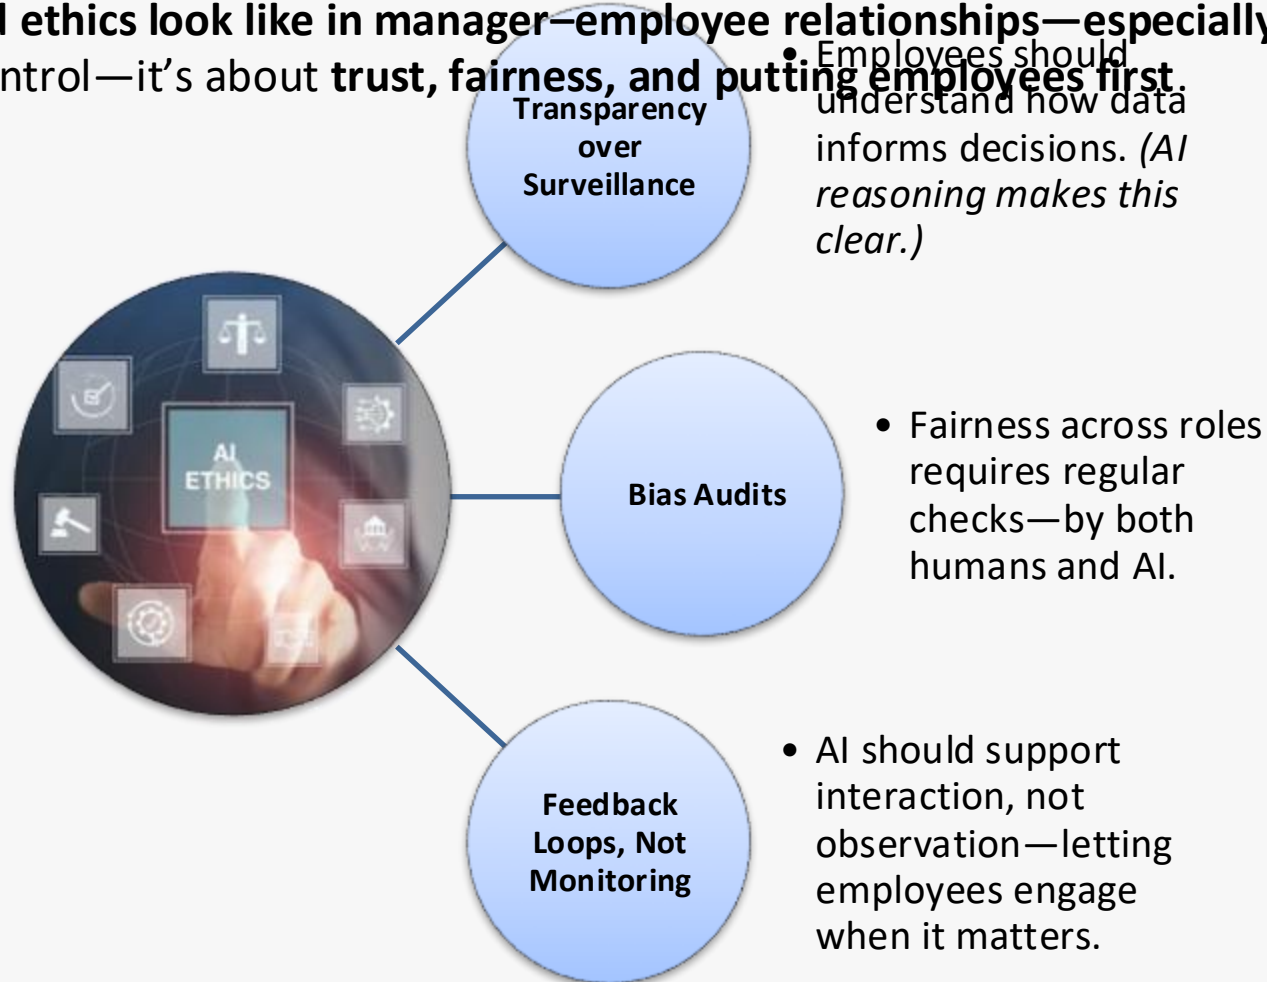 d ethics look like in manager–employee relationships—especially
ntrol—it's about trust, fairness, and putting employees first.
Transparency
over
Surveillance
• Employees should
understand how data
informs decisions. (AI
reasoning makes this
clear.)
AI
ETHICS
Bias Audits
• Fairness across roles
requires regular
checks—by both
humans and AI.
Feedback
Loops, Not
Monitoring
• AI should support
interaction, not
observation—letting
employees engage
when it matters.